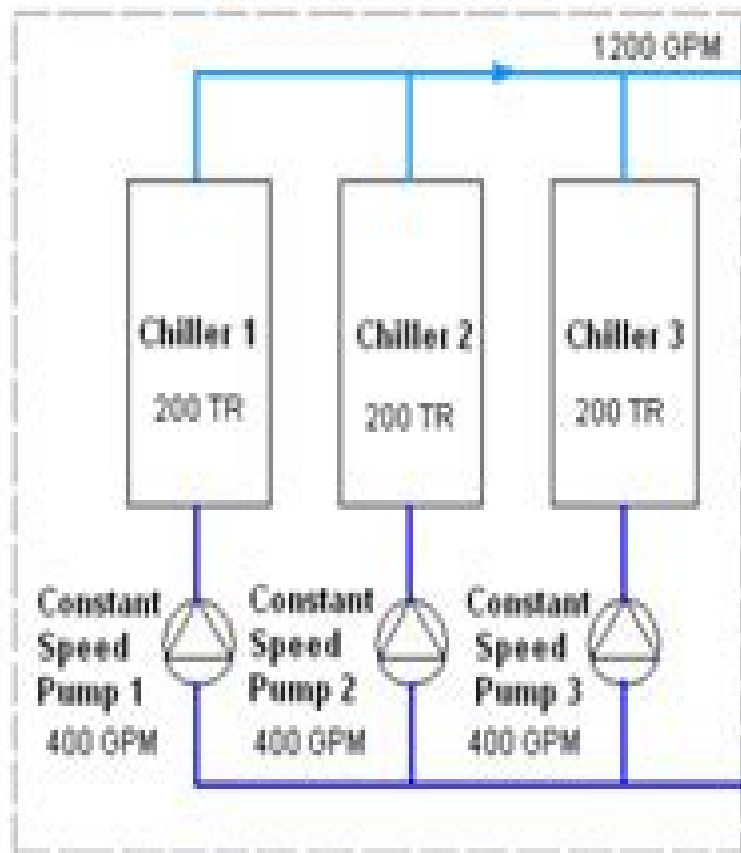 1200 GPM
Chiller 1
200 TR
Chiller 2
200 TR
Chiller 3
200 TR
Constant
Speed
Pump 1
400 GPM
Constant
Speed
Pump 2
400 GPM
Constant
Speed
Pump 3
400 GPM